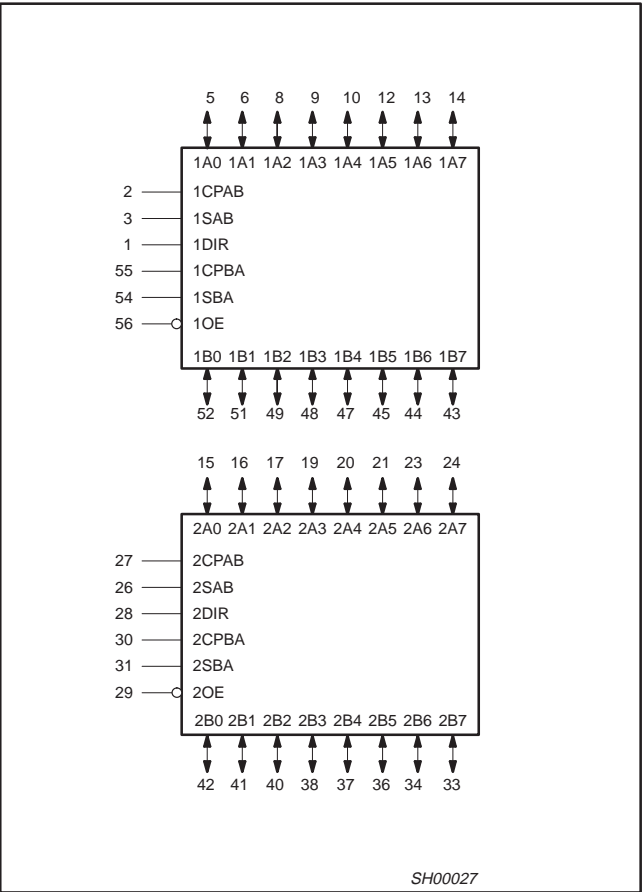 5 6 8 9 10 12 13 14
1A0 1A1 1A2 1A3 1A4 1A5 1A6 1A7
2 1CPAB
3 1SAB
1 1DIR
55 1CPBA
54 1SBA
56 1OE
1B0 1B1 1B2 1B3 1B4 1B5 1B6 1B7
52 51 49 48 47 45 44 43
15 16 17 19 20 21 23 24
2A0 2A1 2A2 2A3 2A4 2A5 2A6 2A7
27 2CPAB
26 2SAB
28 2DIR
30 2CPBA
31 2SBA
29 2OE
2B0 2B1 2B2 2B3 2B4 2B5 2B6 2B7
42 41 40 38 37 36 34 33
SH00027